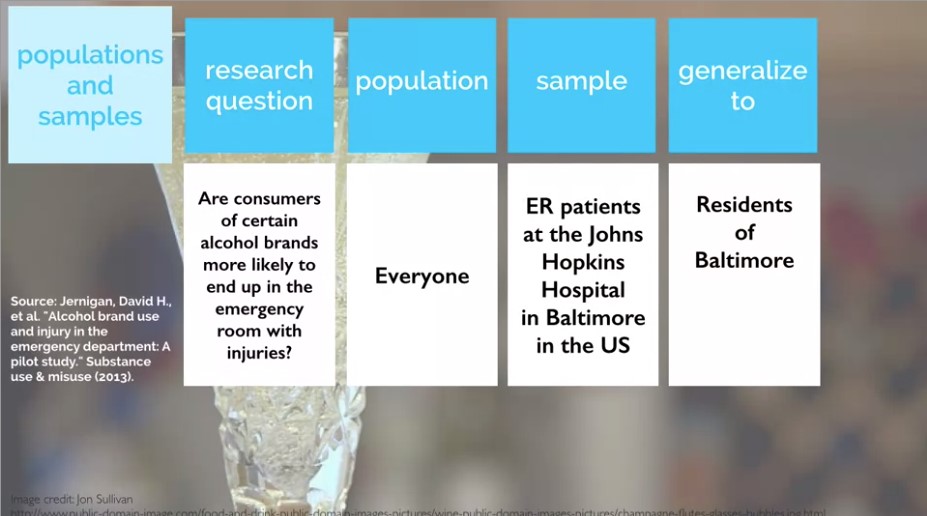 populations
and
samples
research
question
population
sample
generalize
to
Are consumers
of certain
alcohol brands
more likely to
end up in the
emergency
room with
injuries?
Everyone
ER patients
at the Johns
Hopkins
Hospital
in Baltimore
in the US
Residents
of
Baltimore
Source: Jernigan, David H.,
et al. "Alcohol brand use
and injury in the
emergency department: A
pilot study." Substance
use & misuse (2013).
Image credit: Jon Sullivan
http://www.public-domain-image.com/food-and-drink-public-domain-images-pictures/wine-public-domain-images-pictures/champagne-flutes-glasses-bubbles.jpg.html